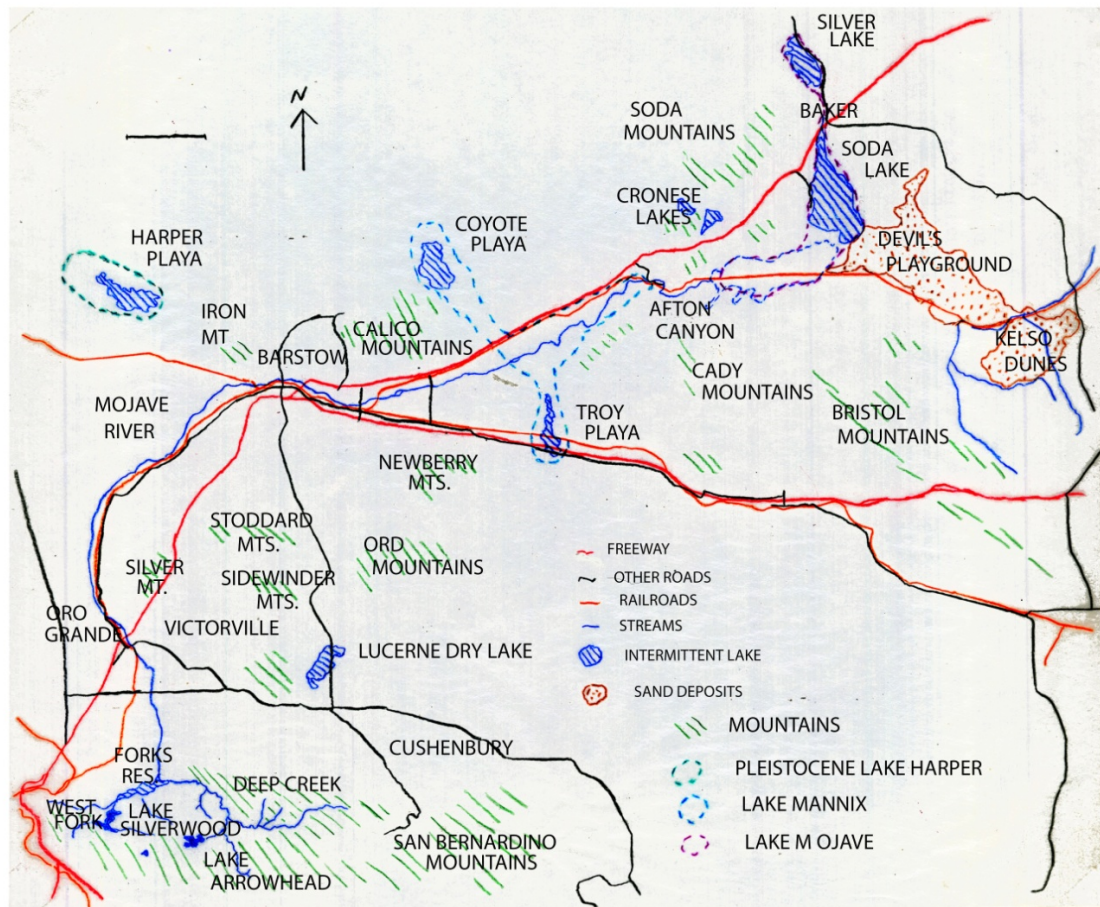 SILVER
LAKE
N
SODA
MOUNTAINS
BAKER
SODA
LAKE
CRONESE
LAKES
COYOTE
PLAYA
HARPER
PLAYA
DEVIL'S
PLAYGROUND
IRON
MT
AFTON
CANYON
CALICO
MOUNTAINS
BARSTOW
KELSO
DUNES
CADY
MOUNTAINS
MOJAVE
RIVER
TROY
PLAYA
BRISTOL
MOUNTAINS
NEWBERRY
MTS.
STODDARD
MTS.
ORD
MOUNTAINS
SILVER
MT.
SIDEWINDER
MTS.
ORO
GRANDE
VICTORVILLE
LUCERNE DRY LAKE
FREEWAY
OTHER ROADS
RAILROADS
STREAMS
INTERMITTENT LAKE
SAND DEPOSITS
MOUNTAINS
PLEISTOCENE LAKE HARPER
LAKE MANNIX
LAKE M OJAVE
CUSHENBURY
FORKS
RES.
DEEP CREEK
WEST
FORK
LAKE
SILVERWOOD
LAKE
ARROWHEAD
SAN BERNARDINO
MOUNTAINS